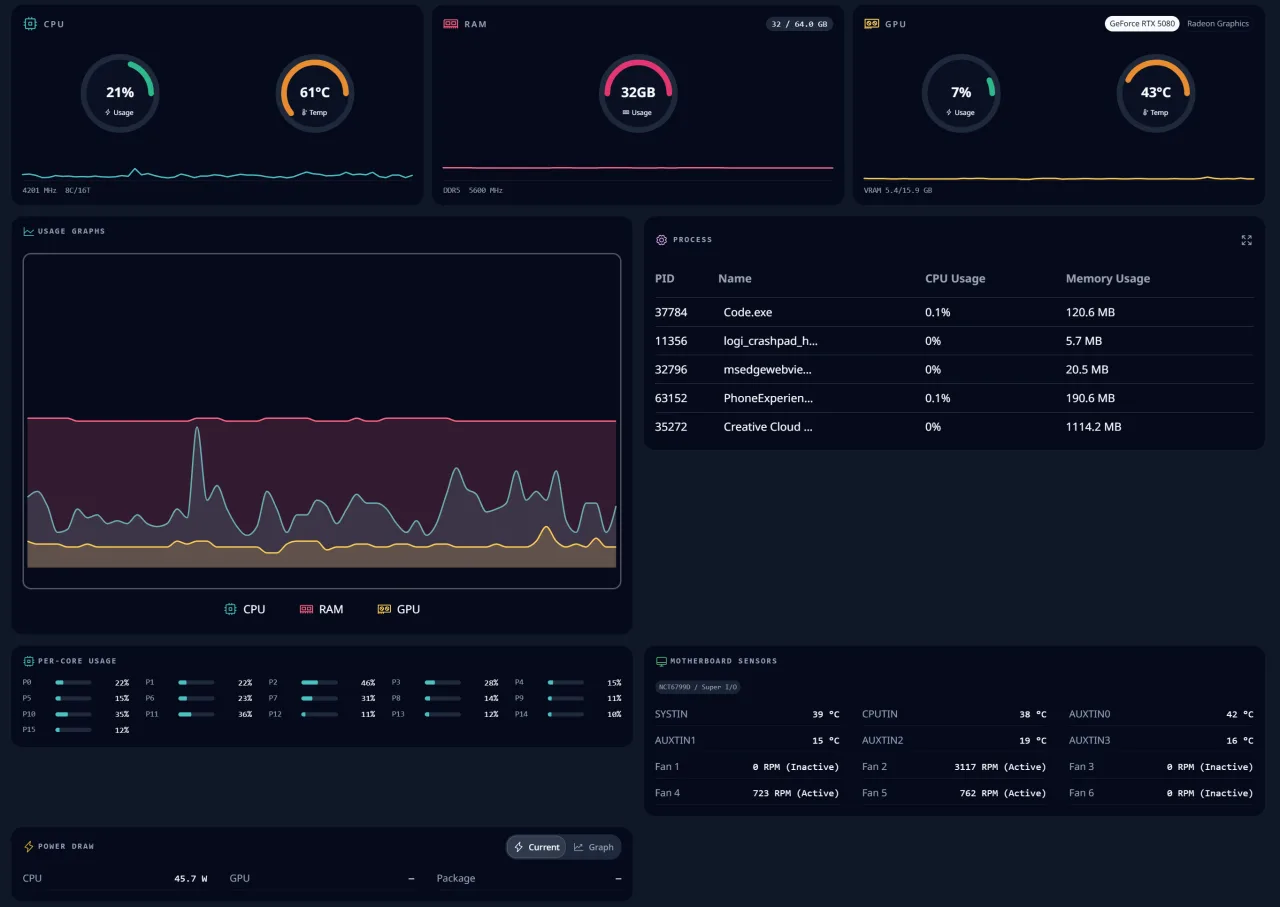 CPU
21%
Usage
61°C
Temp
4201 MHz 8C/16T
RAM
32 / 64.0 GB
32GB
Usage
DDR5 5600 MHz
GPU
GeForce RTX 5080 Radeon Graphics
7%
Usage
43°C
Temp
VRAM 5.4/15.9 GB
USAGE GRAPHS
CPU RAM GPU
PROCESS
PID Name CPU Usage Memory Usage
37784 Code.exe 0.1% 120.6 MB
11356 logi_crashpad_h... 0% 5.7 MB
32796 msedgewebvie... 0% 20.5 MB
63152 PhoneExperien... 0.1% 190.6 MB
35272 Creative Cloud ... 0% 1114.2 MB
PER-CORE USAGE
P0 22% P1 22% P2 46% P3 28% P4 15%
P5 15% P6 23% P7 31% P8 14% P9 11%
P10 35% P11 36% P12 11% P13 12% P14 10%
P15 12%
MOTHERBOARD SENSORS
NCT6799D / Super I/O
SYSTIN 39 °C CPUTIN 38 °C AUXTIN0 42 °C
AUXTIN1 15 °C AUXTIN2 19 °C AUXTIN3 16 °C
Fan 1 0 RPM (Inactive) Fan 2 3117 RPM (Active) Fan 3 0 RPM (Inactive)
Fan 4 723 RPM (Active) Fan 5 762 RPM (Active) Fan 6 0 RPM (Inactive)
POWER DRAW
Current Graph
CPU 45.7 W GPU – Package –